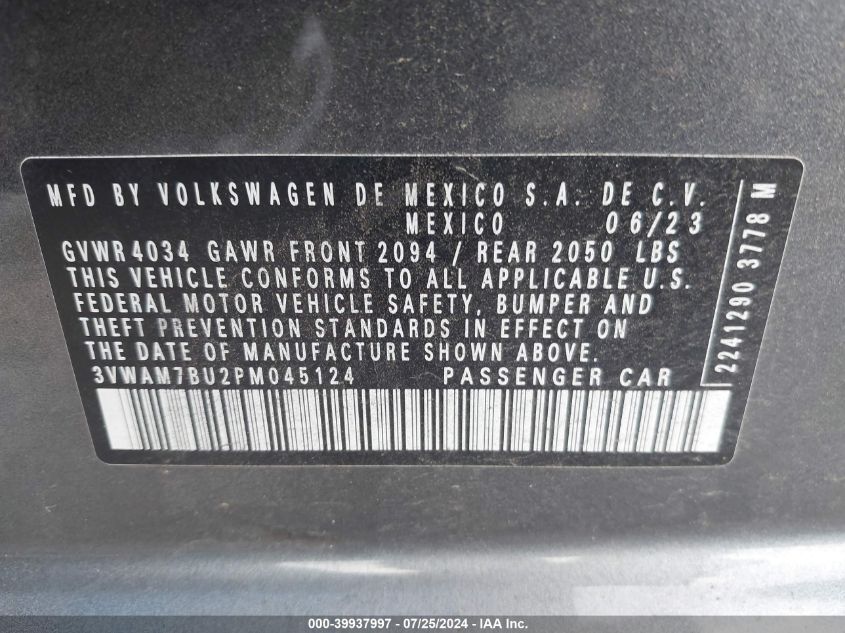 MFD BY VOLKSWAGEN DE MEXICO S.A. DE C.V.
MEXICO 06/23
GVWR 4034 GAWR FRONT 2094 / REAR 2050 LBS
THIS VEHICLE CONFORMS TO ALL APPLICABLE U.S.
FEDERAL MOTOR VEHICLE SAFETY, BUMPER AND
THEFT PREVENTION STANDARDS IN EFFECT ON
THE DATE OF MANUFACTURE SHOWN ABOVE.
3VWAM7BU2PM045124 PASSENGER CAR
2241290 3778 M
000-39937997 - 07/25/2024 - IAA Inc.